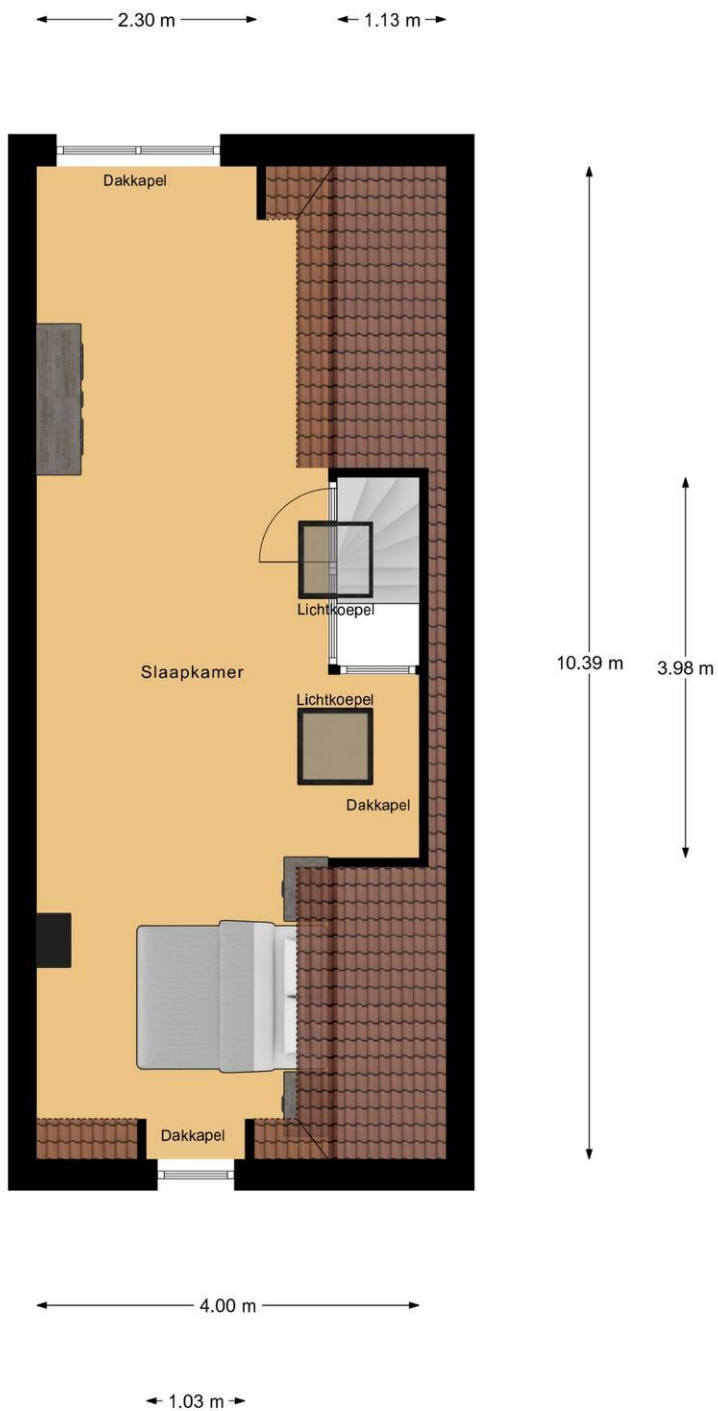 2.30 m
1.13 m
Dakkapel
Lichtkoepel
10.39 m
3.98 m
Slaapkamer
Lichtkoepel
Dakkapel
Dakkapel
4.00 m
1.03 m